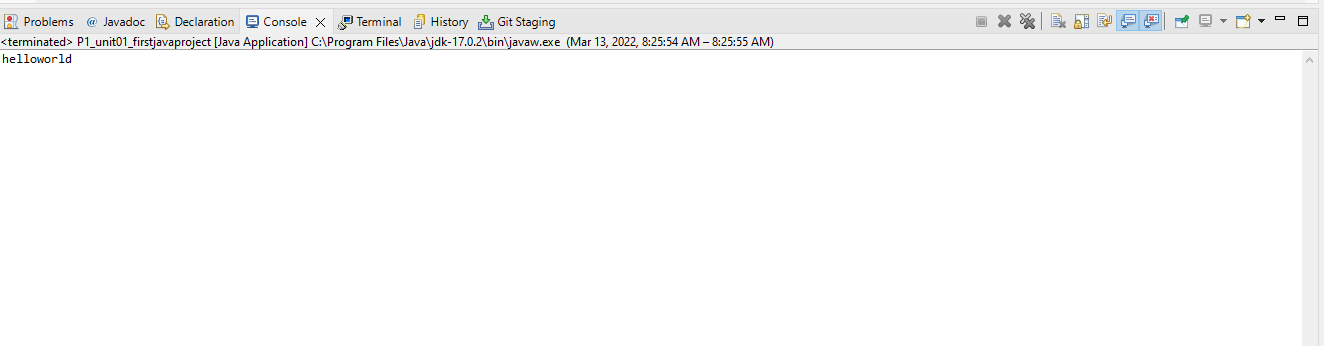 Problems @ Javadoc Declaration Console Terminal History Git Staging
<terminated> P1_unit01_firstjavaproject [Java Application] C:\Program Files\Java\jdk-17.0.2\bin\javaw.exe (Mar 13, 2022, 8:25:54 AM – 8:25:55 AM)
helloworld